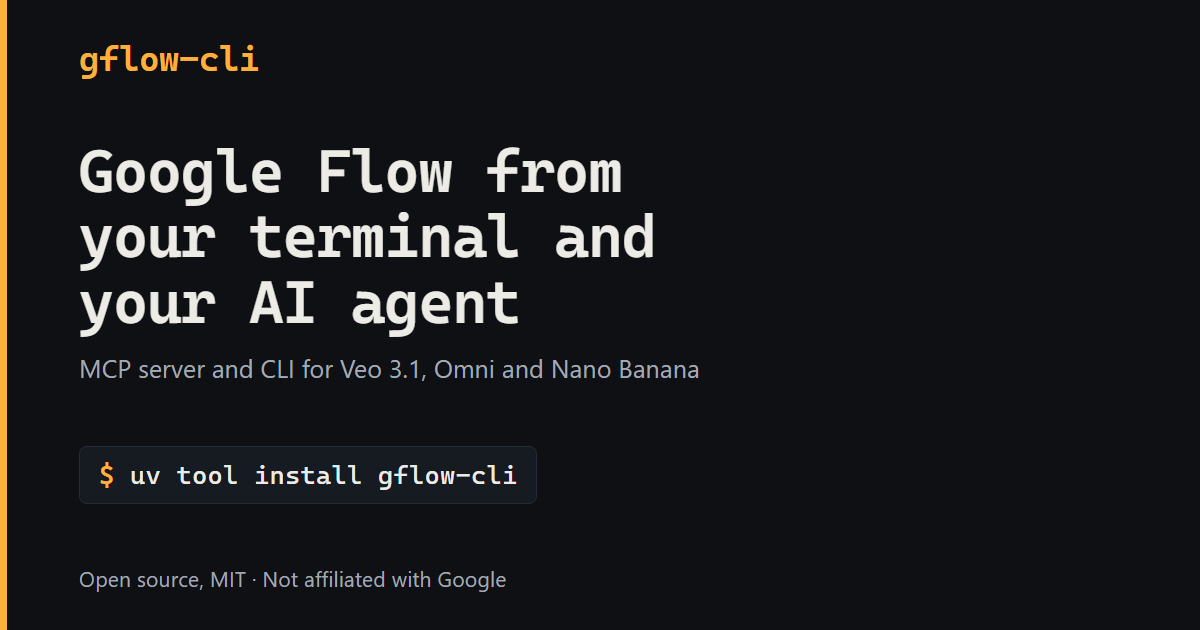 gflow-cli
Google Flow from
your terminal and
your AI agent
MCP server and CLI for Veo 3.1, Omni and Nano Banana
$ uv tool install gflow-cli
Open source, MIT · Not affiliated with Google